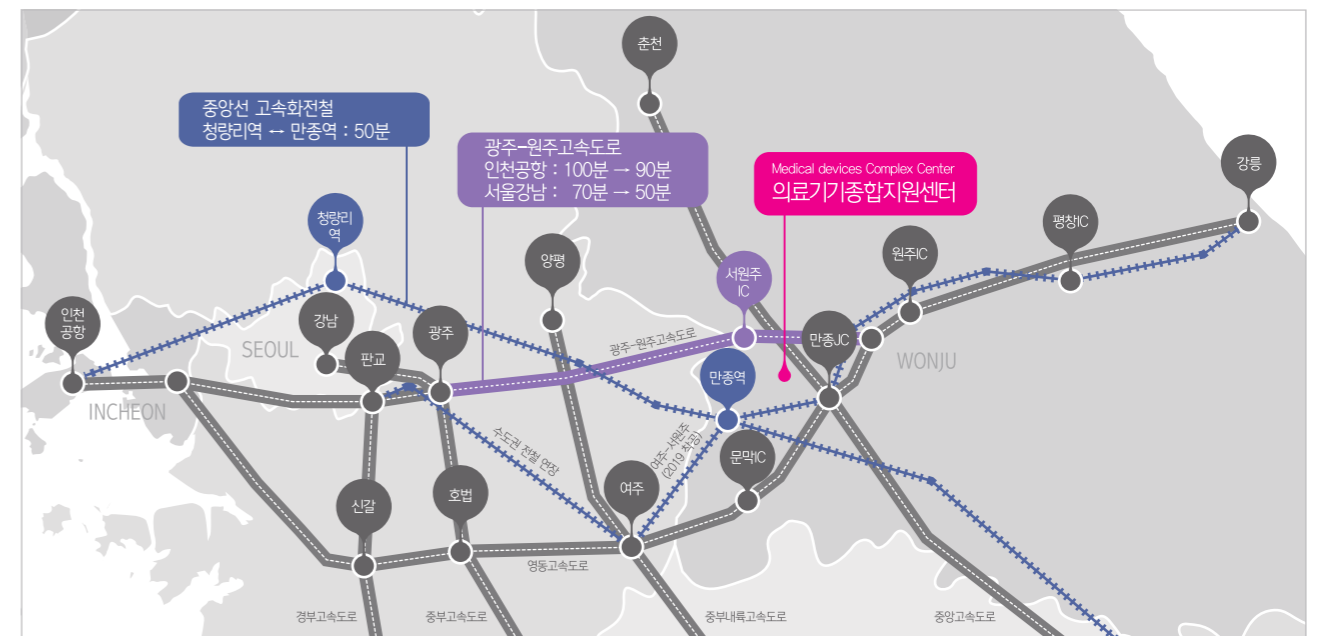 춘천
중앙선 고속화전철
청량리역 ↔ 만종역 : 50분
광주-원주고속도로
인천공항 : 100분 → 90분
서울강남 : 70분 → 50분
Medical devices Complex Center
의료기기종합지원센터
강릉
청량리
역
양평
서원주
IC
원주IC
평창IC
인천
공항
강남
판교
광주
SEOUL
광주-원주고속도로
만종JC
만종역
WONJU
INCHEON
수도권 전철 연장
여주-서원주
(2019 착공)
문막IC
신갈
호법
여주
영동고속도로
경부고속도로
중부고속도로
중부내륙고속도로
중앙고속도로